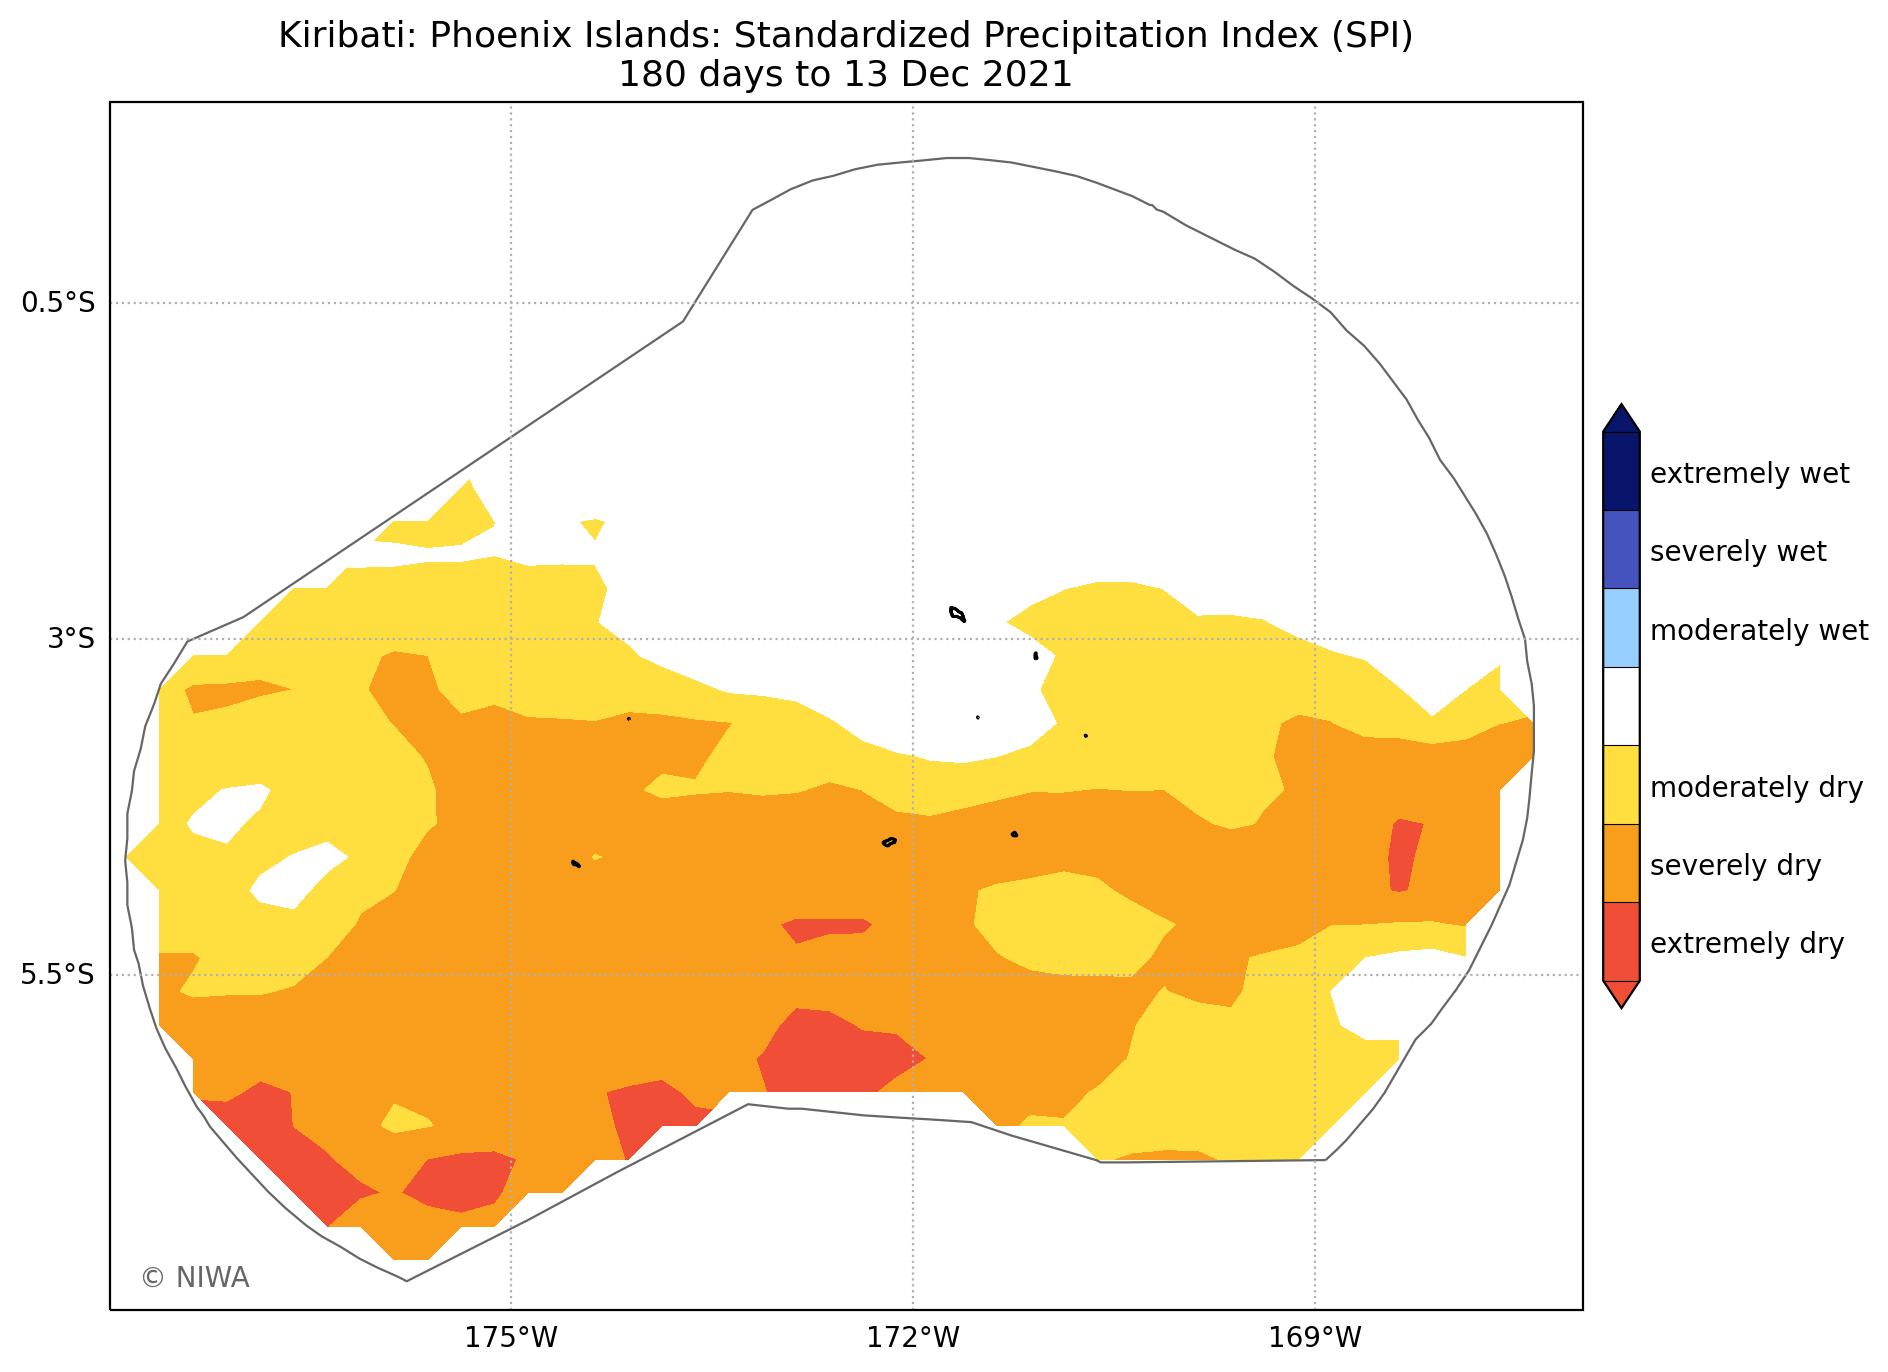 Kiribati: Phoenix Islands: Standardized Precipitation Index (SPI)
180 days to 13 Dec 2021
0.5°S
3°S
5.5°S
175°W
172°W
169°W
extremely wet
severely wet
moderately wet
moderately dry
severely dry
extremely dry
© NIWA